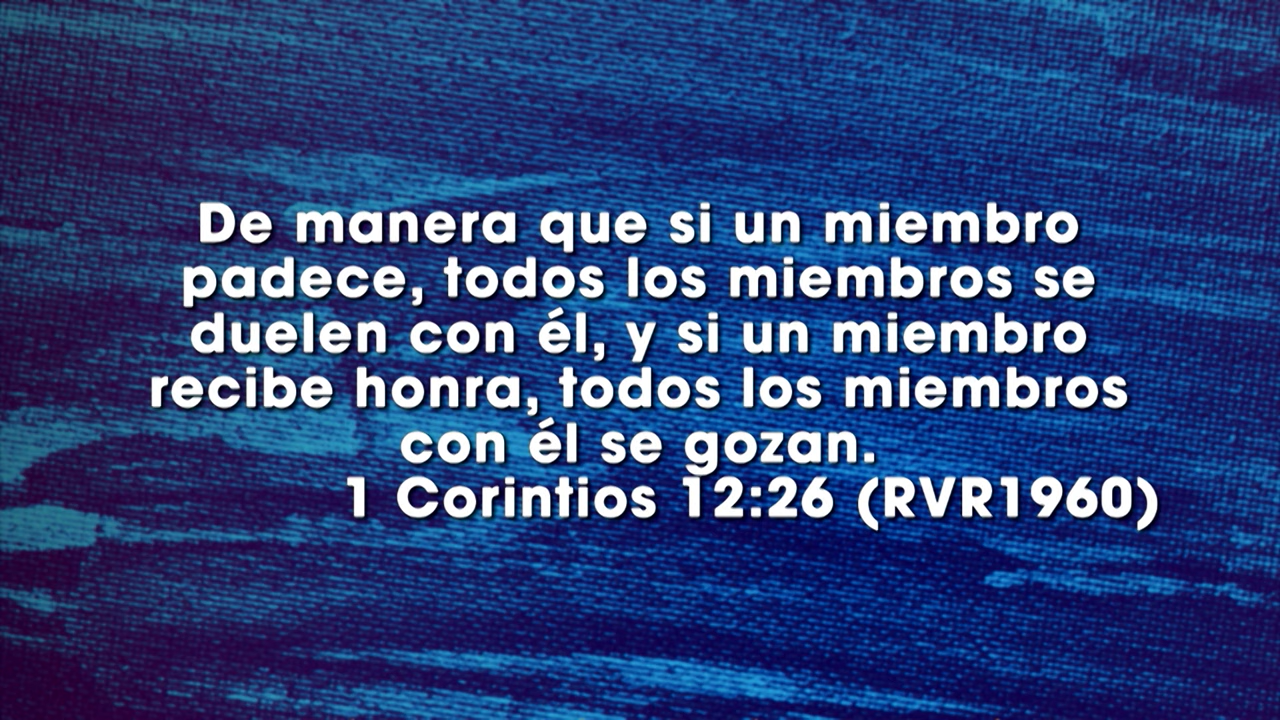 De manera que si un miembro
padece, todos los miembros se
duelen con él, y si un miembro
recibe honra, todos los miembros
con él se gozan.
1 Corintios 12:26 (RVR1960)